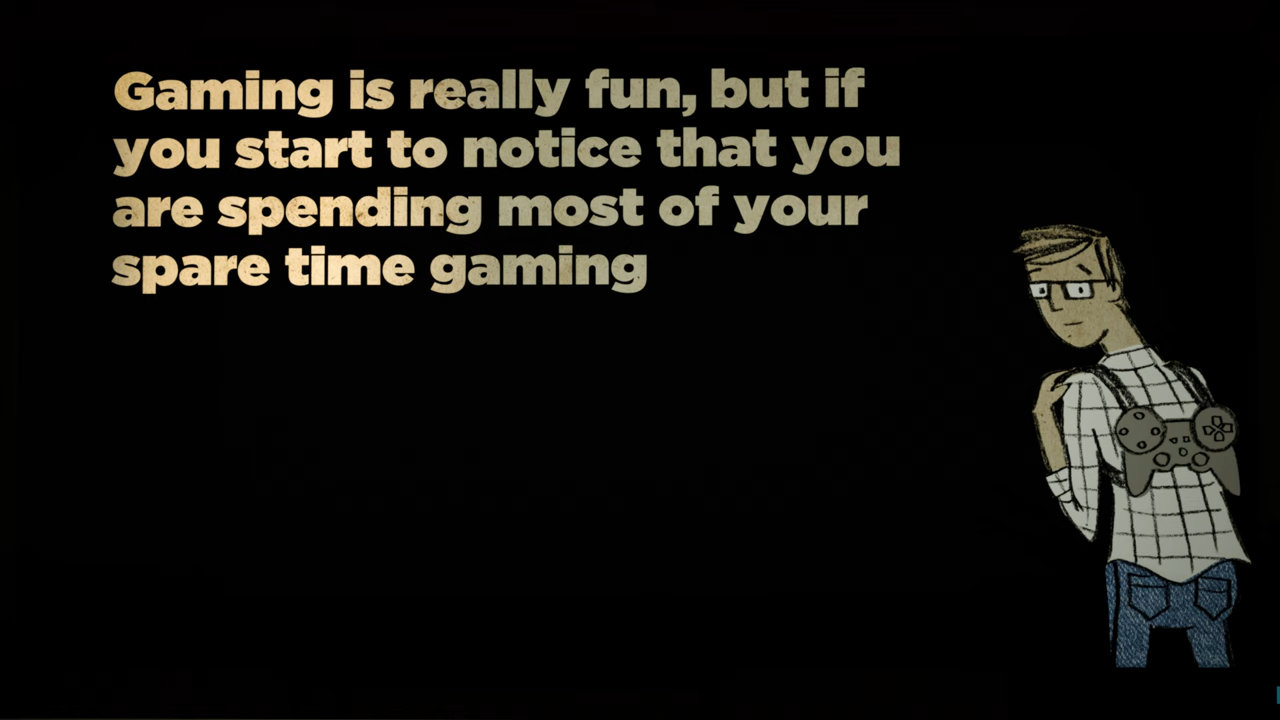 Gaming is really fun, but if
you start to notice that you
are spending most of your
spare time gaming